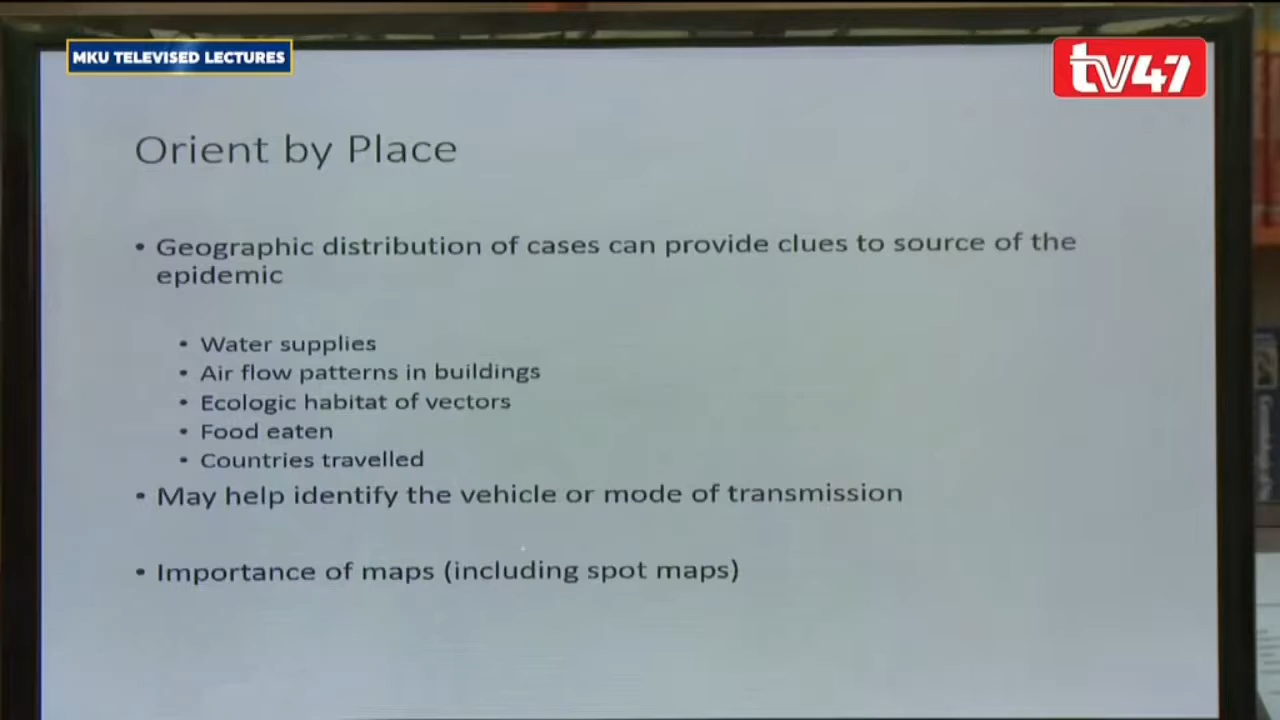 MKU TELEVISED LECTURES
tv47
Orient by Place
• Geographic distribution of cases can provide clues to source of the
epidemic
• Water supplies
• Air flow patterns in buildings
• Ecologic habitat of vectors
• Food eaten
• Countries travelled
• May help identify the vehicle or mode of transmission
• Importance of maps (including spot maps)